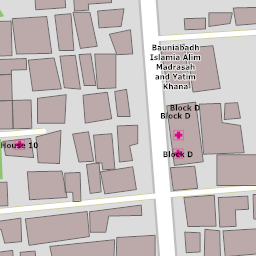 Bauniabadh
Islamia Alim
Madrasah
and Yatim
Khana
Block D
Block D
House 10
Block D